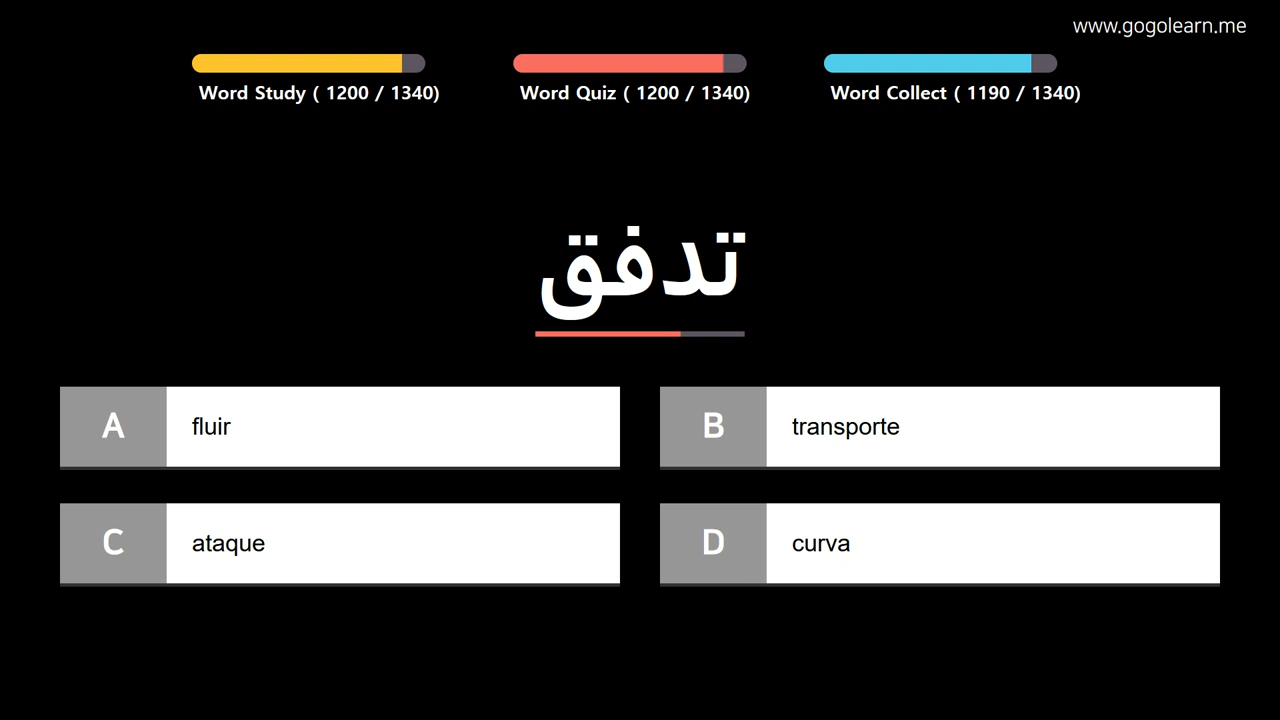 www.gogolearn.me
Word Study ( 1200 / 1340)
Word Quiz ( 1200 / 1340)
Word Collect ( 1190 / 1340)
تدفق
A fluir
B transporte
C ataque
D curva